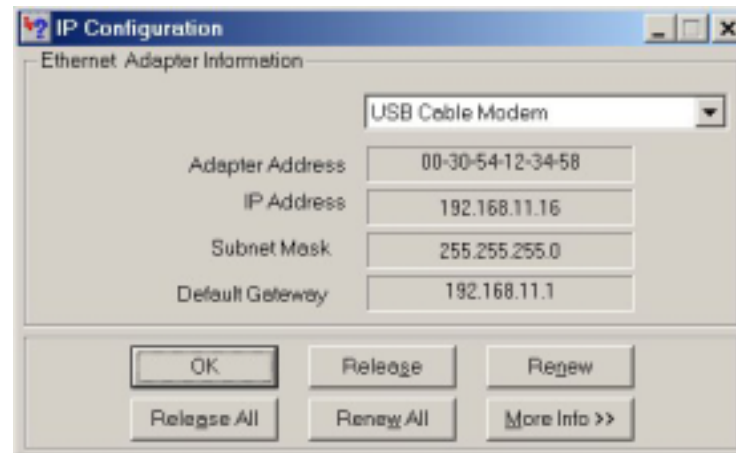 IP Configuration
Ethernet Adapter Information
USB Cable Modem
Adapter Address 00-30-54-12-34-58
IP Address 192.168.11.16
Subnet Mask 255.255.255.0
Default Gateway 192.168.11.1
OK Release Renew
Release All Renew All More Info >>